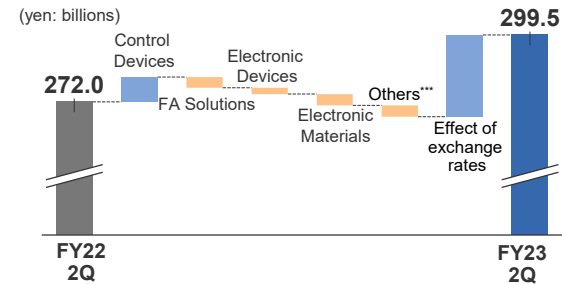 (yen: billions)
299.5
Control
Devices
Electronic
Devices
272.0
FA Solutions
Others***
Electronic
Materials
Effect of
exchange
rates
FY22
2Q
FY23
2Q